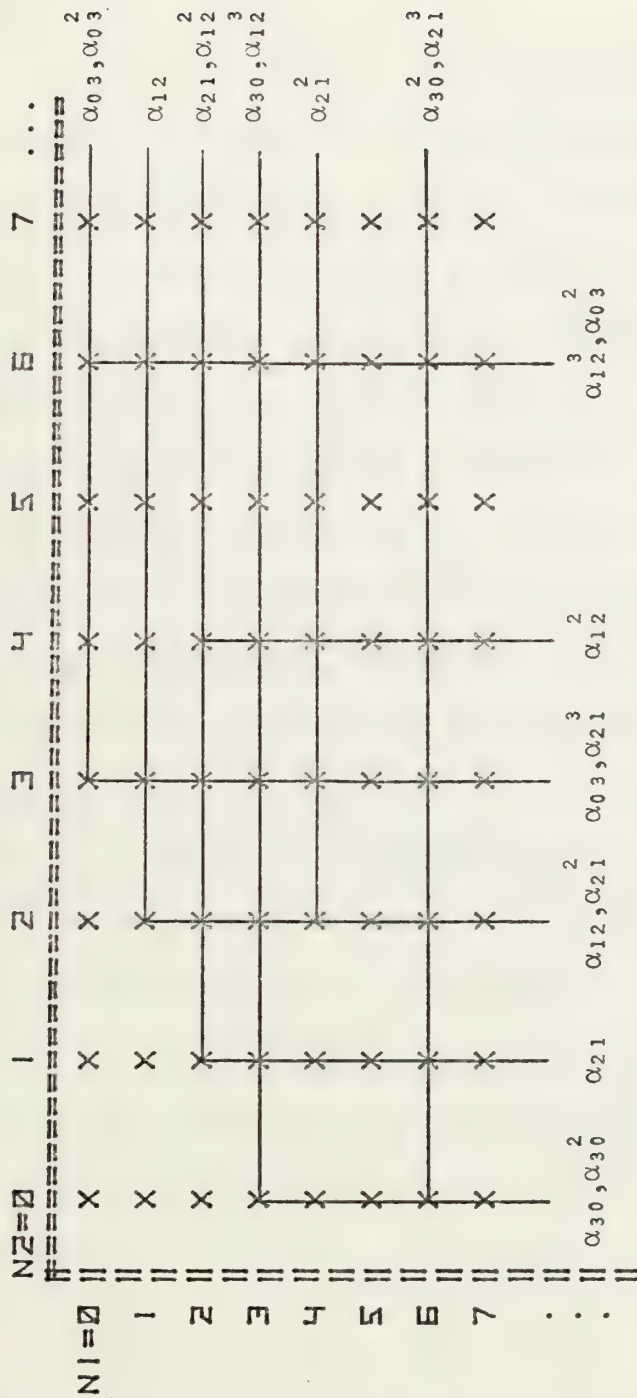 N2=0 1 2 3 4 5 6 7 ...
N1=0 X X X X X X X X α₀₃,α₀₃²
1 X X X X X X X X α₁₂
2 X X X X X X X X α₂₁,α₁₂²
3 X X X X X X X X α₃₀,α₁₂³
4 X X X X X X X X α₂₁²
5 X X X X X X X X
6 X X X X X X X X α₃₀²,α₂₁³
7 X X X X X X X X
...
α₃₀,α₃₀² α₂₁ α₁₂,α₂₁² α₀₃,α₂₁³ α₁₂² α₁₂³,α₀₃²